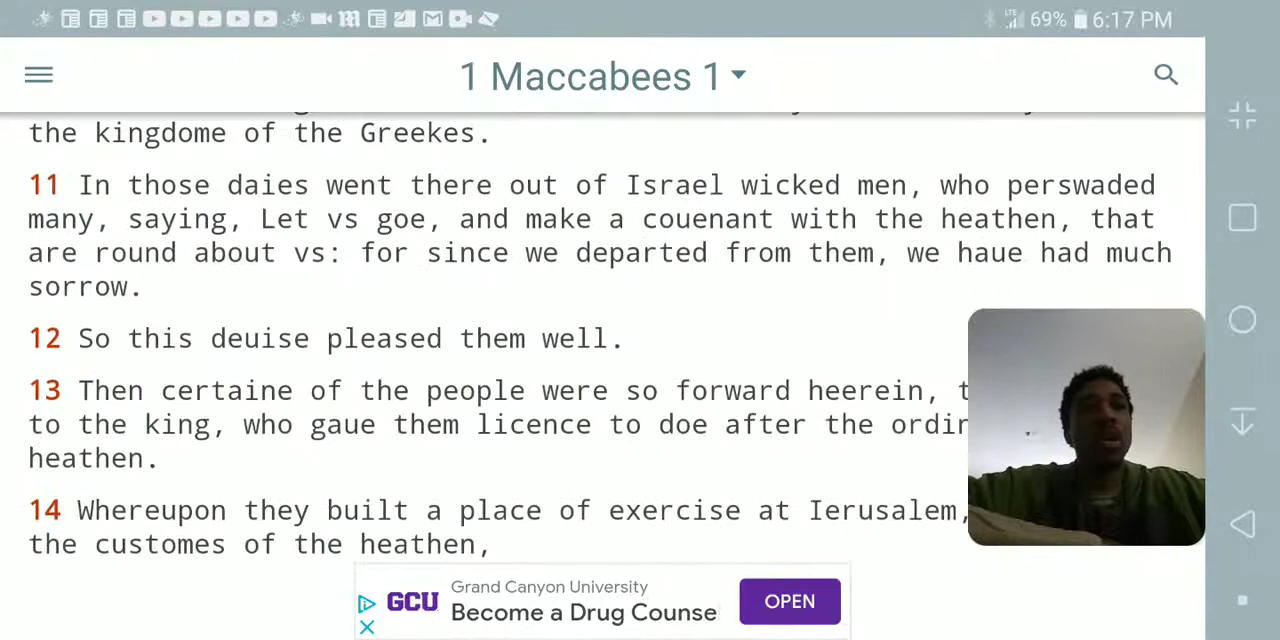 69% 6:17 PM
1 Maccabees 1
the kingdome of the Greekes.
11 In those daies went there out of Israel wicked men, who perswaded
many, saying, Let vs goe, and make a couenant with the heathen, that
are round about vs: for since we departed from them, we haue had much
sorrow.
12 So this deuise pleased them well.
13 Then certaine of the people were so forward heerein,
to the king, who gaue them licence to doe after the
heathen.
14 Whereupon they built a place of exercise at Ierusalem,
the customes of the heathen,
GCU
Grand Canyon University
Become a Drug Counse
OPEN